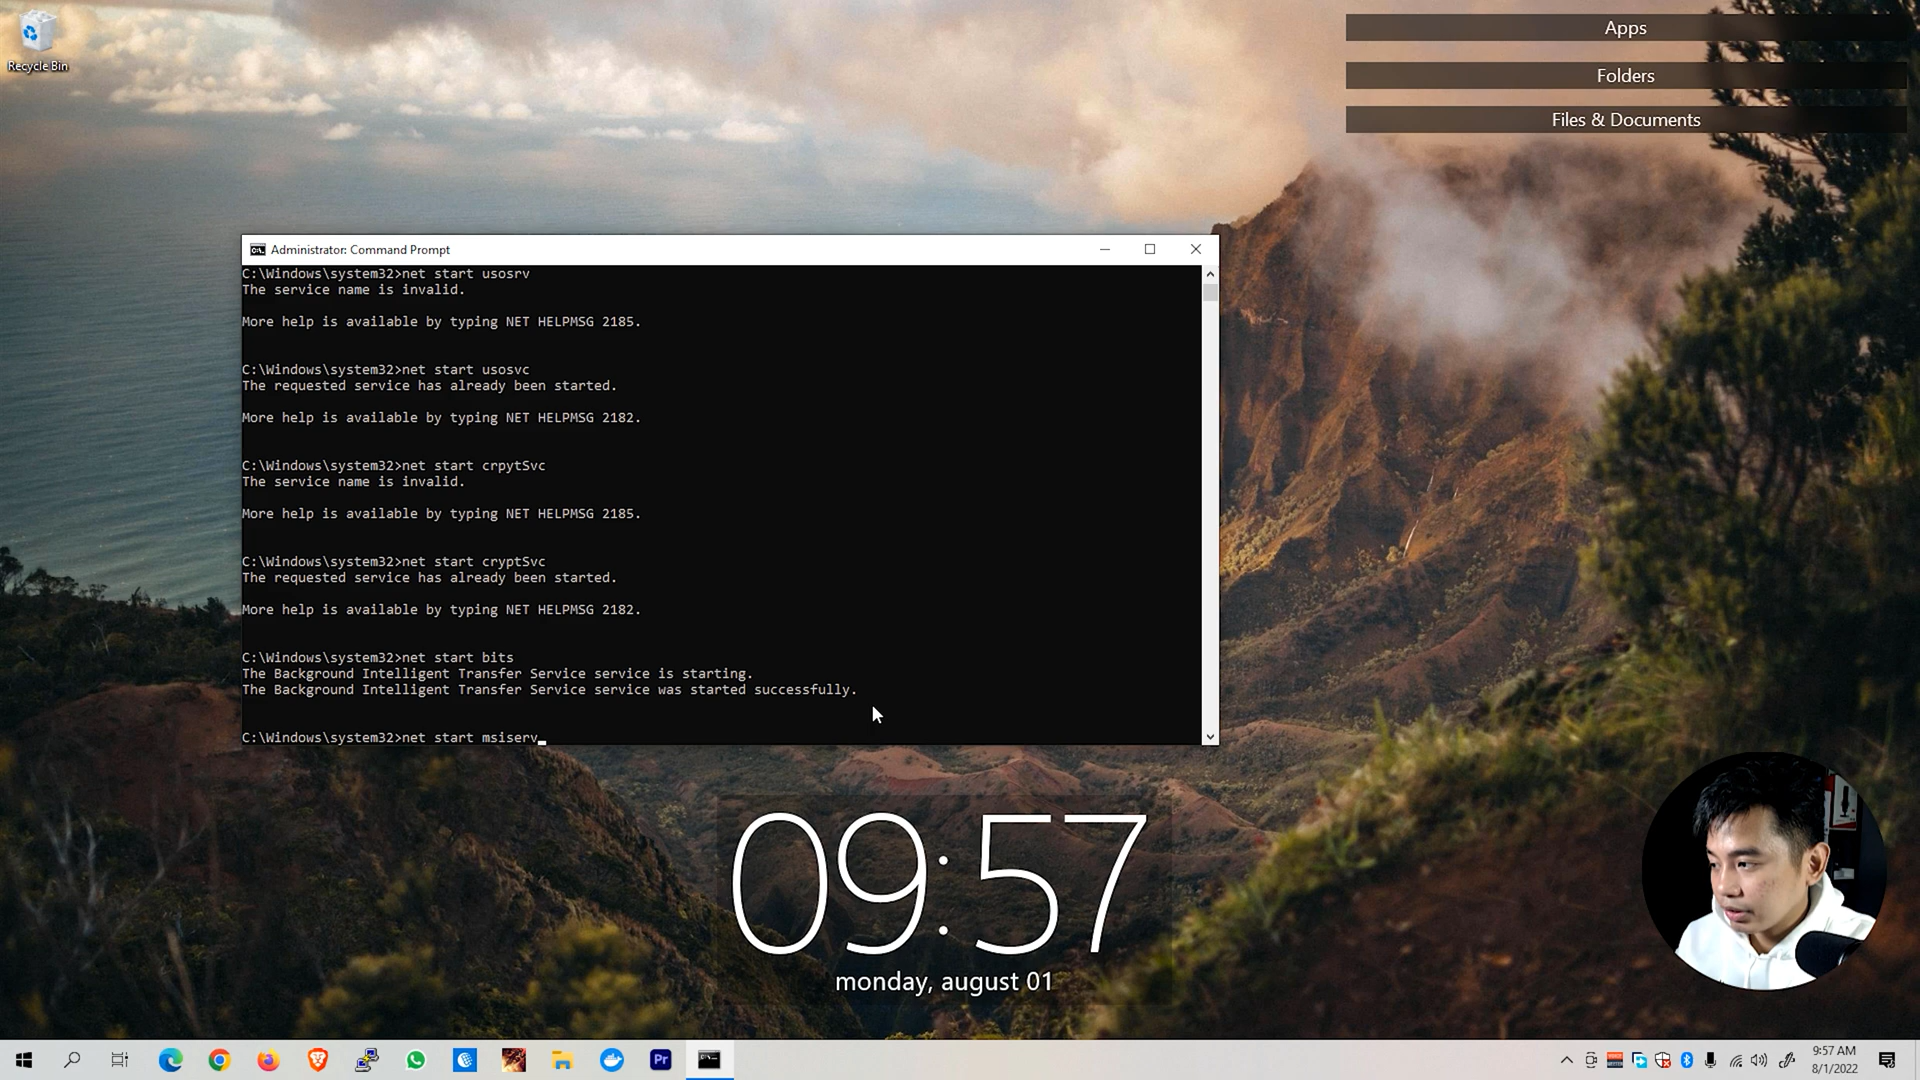 Recycle Bin
Apps
Folders
Files & Documents
Administrator: Command Prompt
C:\Windows\system32>net start usosrv
The service name is invalid.
More help is available by typing NET HELPMSG 2185.
C:\Windows\system32>net start usosvc
The requested service has already been started.
More help is available by typing NET HELPMSG 2182.
C:\Windows\system32>net start crpytSvc
The service name is invalid.
More help is available by typing NET HELPMSG 2185.
C:\Windows\system32>net start cryptSvc
The requested service has already been started.
More help is available by typing NET HELPMSG 2182.
C:\Windows\system32>net start bits
The Background Intelligent Transfer Service service is starting.
The Background Intelligent Transfer Service service was started successfully.
C:\Windows\system32>net start msiserv
09:57
monday, august 01
Pr
9:57 AM
8/1/2022